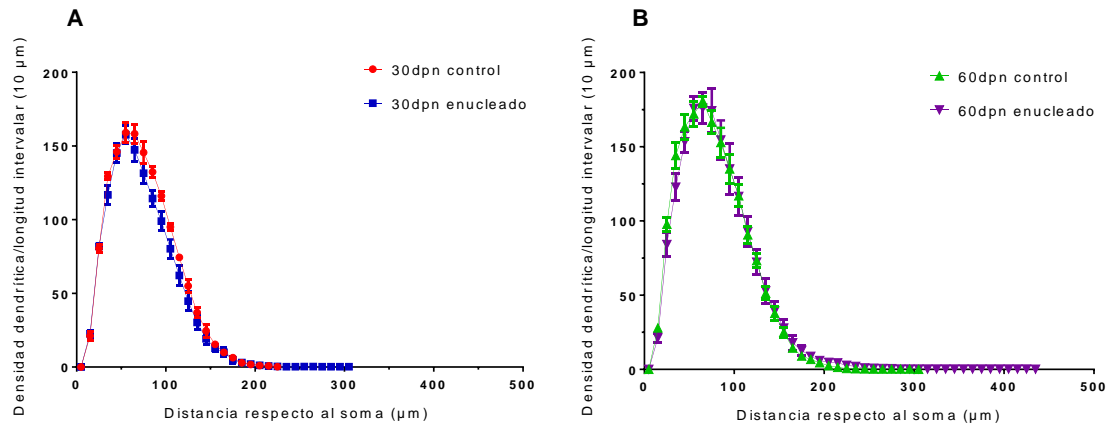 A
Densidad dendrítica/longitud intervalar (10 µm)
200
150
100
50
0
0 100 200 300 400 500
Distancia respecto al soma (µm)
30dpn control
30dpn enucleado
B
Densidad dendrítica/longitud intervalar (10 µm)
200
150
100
50
0
0 100 200 300 400 500
Distancia respecto al soma (µm)
60dpn control
60dpn enucleado